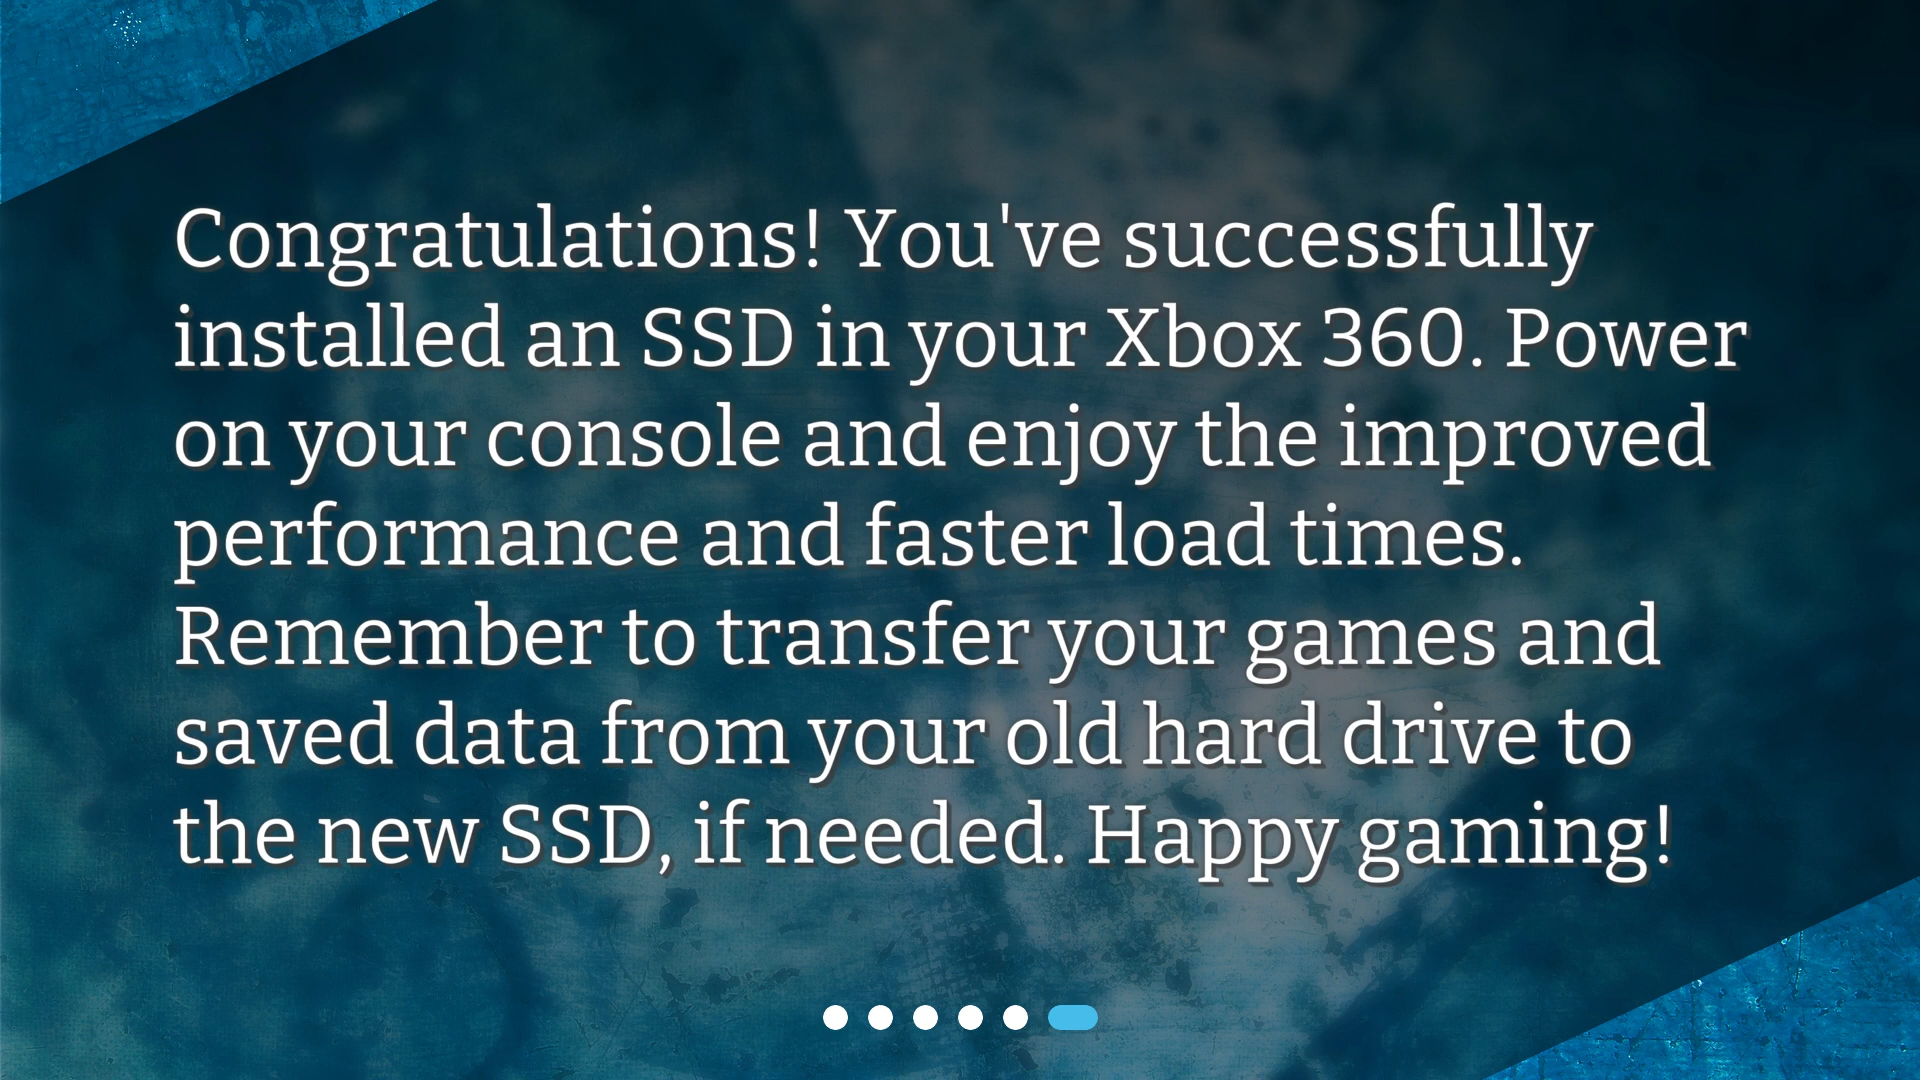 Congratulations! You've successfully
installed an SSD in your Xbox 360. Power
on your console and enjoy the improved
performance and faster load times.
Remember to transfer your games and
saved data from your old hard drive to
the new SSD, if needed. Happy gaming!